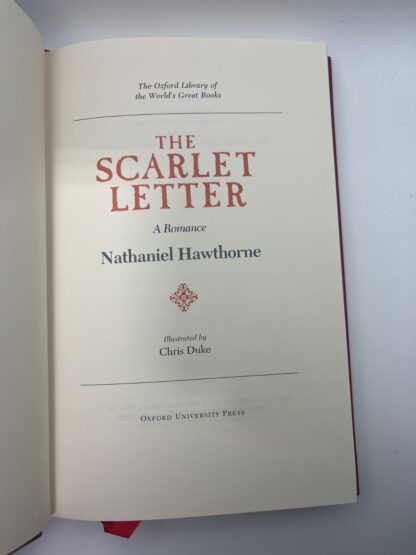 The Oxford Library of
the World's Great Books
THE
SCARLET
LETTER
A Romance
Nathaniel Hawthorne
Illustrated by
Chris Duke
OXFORD UNIVERSITY PRESS